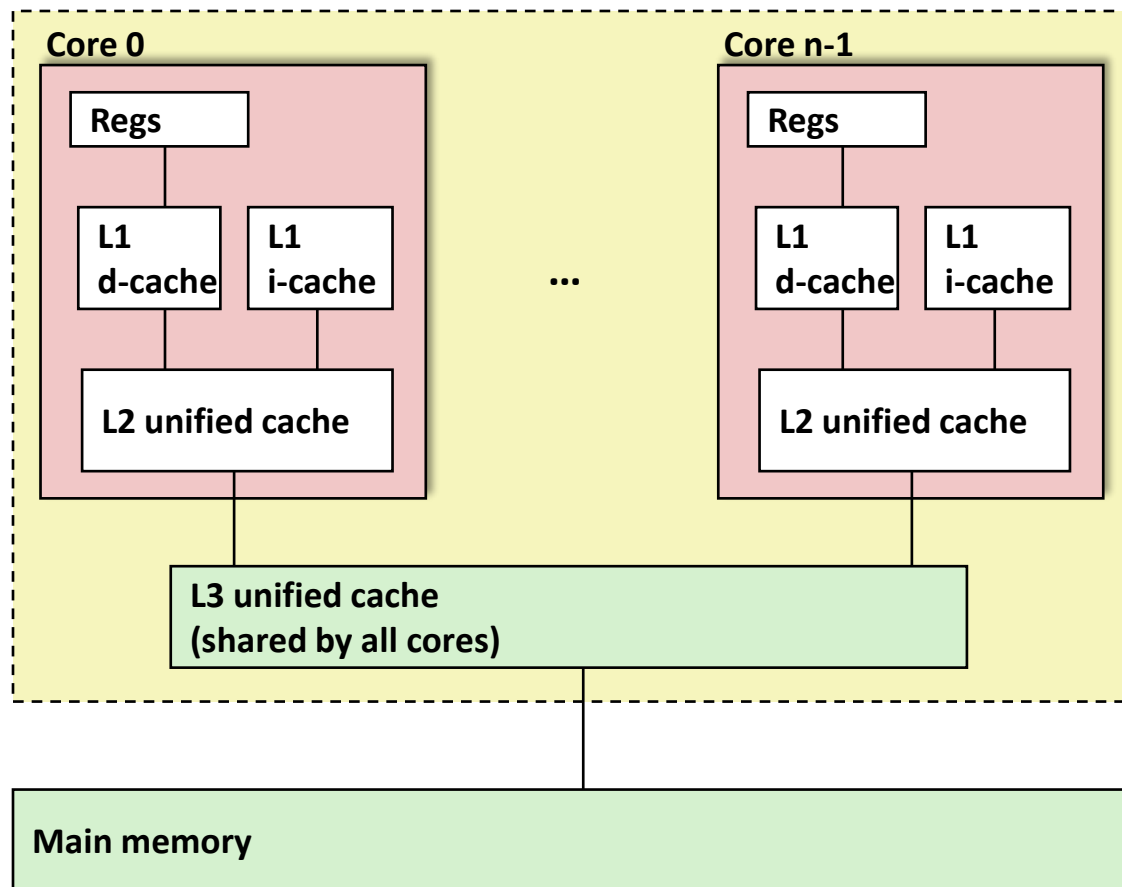 Core 0
Regs
L1
d-cache
L1
i-cache
L2 unified cache
...
Core n-1
Regs
L1
d-cache
L1
i-cache
L2 unified cache
L3 unified cache
(shared by all cores)
Main memory